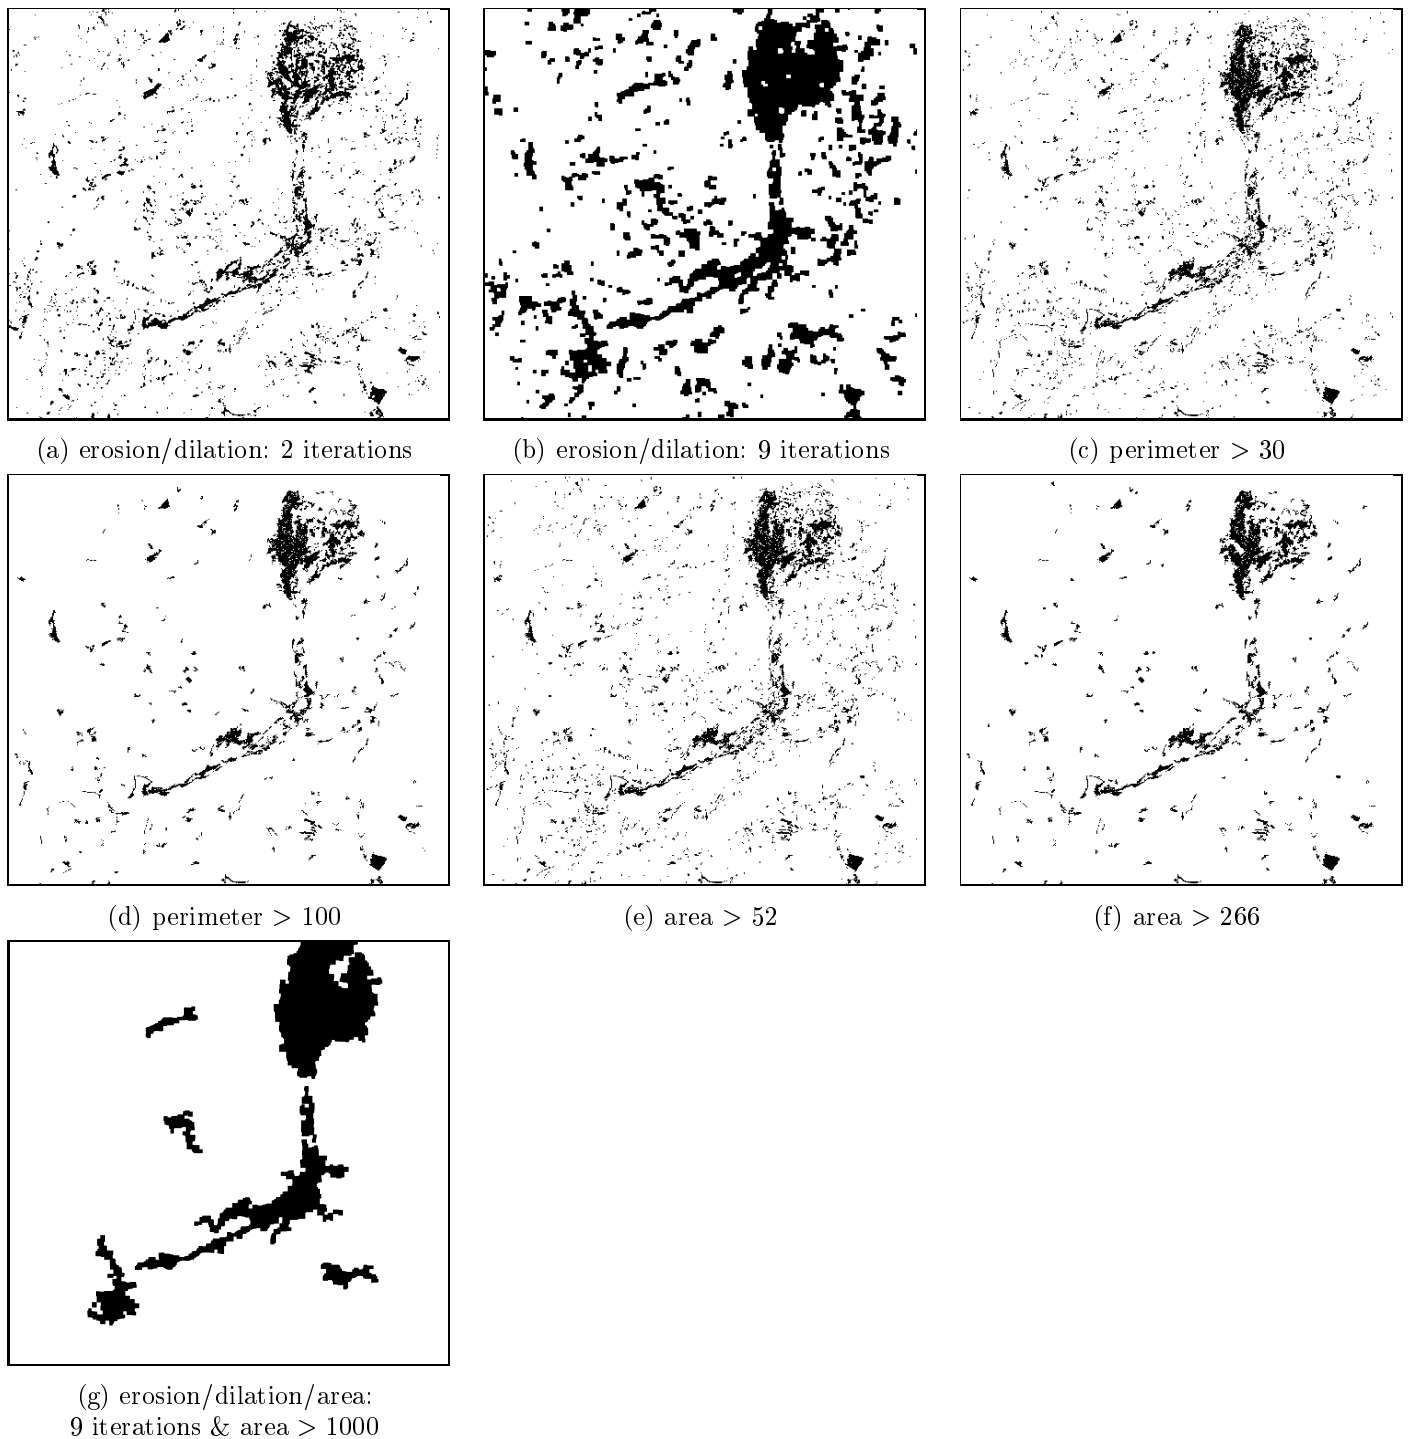 (a) erosion/dilation: 2 iterations
(b) erosion/dilation: 9 iterations
(c) perimeter > 30
(d) perimeter > 100
(e) area > 52
(f) area > 266
(g) erosion/dilation/area:
9 iterations & area > 1000